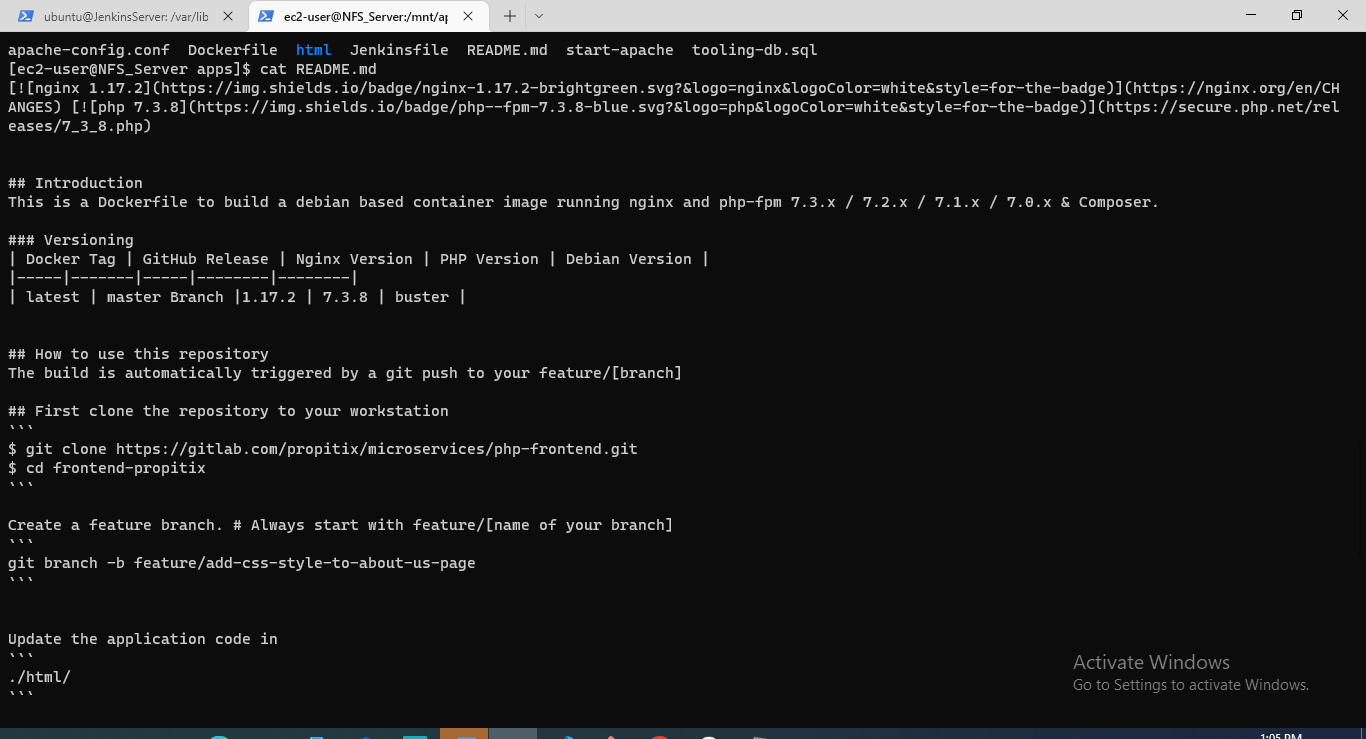 ubuntu@JenkinsServer: /var/lib
ec2-user@NFS_Server:/mnt/ap
apache-config.conf  Dockerfile  html  Jenkinsfile  README.md  start-apache  tooling-db.sql
[ec2-user@NFS_Server apps]$ cat README.md
[![nginx 1.17.2](https://img.shields.io/badge/nginx-1.17.2-brightgreen.svg?&logo=nginx&logoColor=white&style=for-the-badge)](https://nginx.org/en/CH
ANGES) [![php 7.3.8](https://img.shields.io/badge/php--fpm-7.3.8-blue.svg?&logo=php&logoColor=white&style=for-the-badge)](https://secure.php.net/rel
eases/7_3_8.php)
## Introduction
This is a Dockerfile to build a debian based container image running nginx and php-fpm 7.3.x / 7.2.x / 7.1.x / 7.0.x & Composer.
### Versioning
| Docker Tag | GitHub Release | Nginx Version | PHP Version | Debian Version |
|-----|-------|-----|--------|--------|
| latest | master Branch |1.17.2 | 7.3.8 | buster |
## How to use this repository
The build is automatically triggered by a git push to your feature/[branch]
## First clone the repository to your workstation
```
$ git clone https://gitlab.com/propitix/microservices/php-frontend.git
$ cd frontend-propitix
```
Create a feature branch. # Always start with feature/[name of your branch]
```
git branch -b feature/add-css-style-to-about-us-page
```
Update the application code in
```
./html/
```
Activate Windows
Go to Settings to activate Windows.
1:05 PM